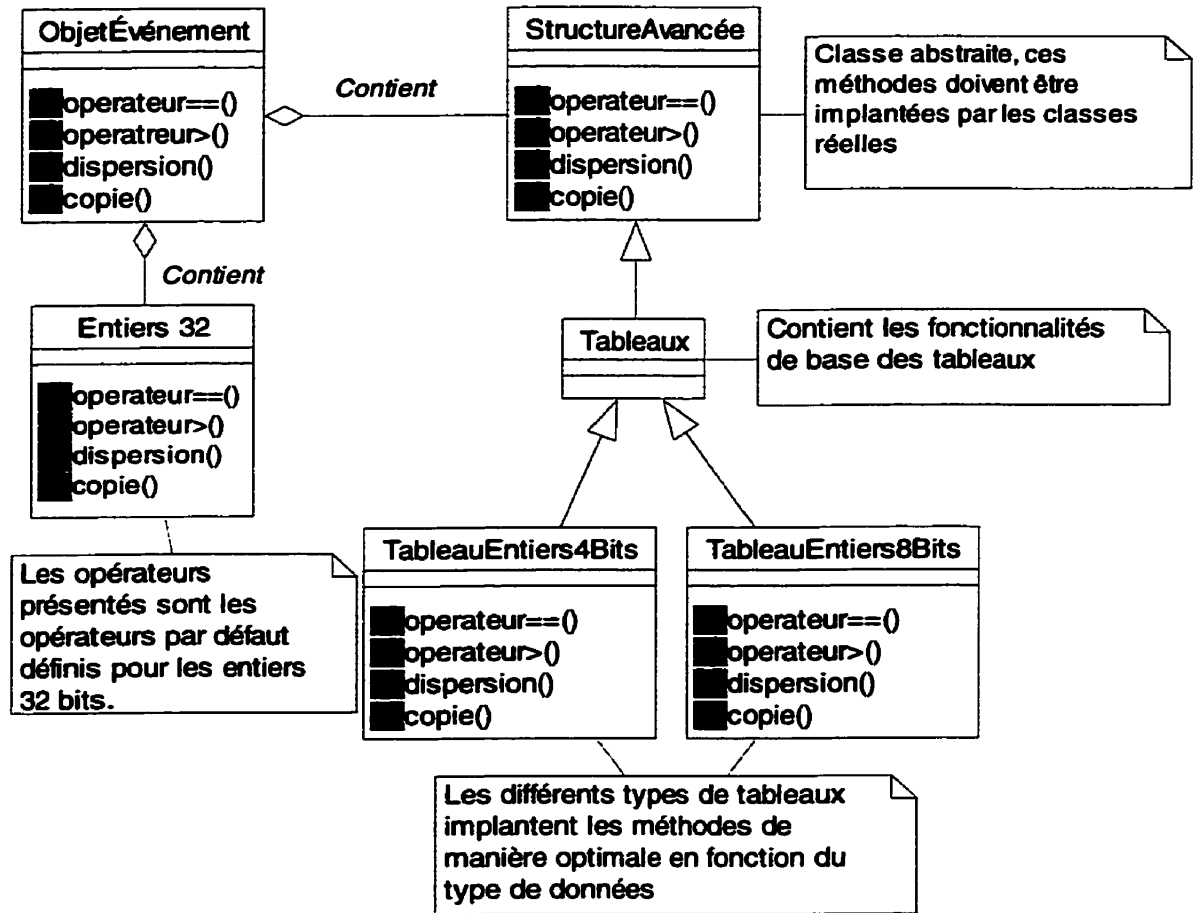 ObjetÉvénement
operateur==()
operatreur>()
dispersion()
copie()
Contient
StructureAvancée
operateur==()
operateur>()
dispersion()
copie()
Classe abstraite, ces
méthodes doivent être
implantées par les classes
réelles
Contient
Entiers 32
operateur==()
operateur>()
dispersion()
copie()
Tableaux
Contient les fonctionnalités
de base des tableaux
Les opérateurs
présentés sont les
opérateurs par défaut
définis pour les entiers
32 bits.
TableauEntiers4Bits
operateur==()
operateur>()
dispersion()
copie()
TableauEntiers8Bits
operateur==()
operateur>()
dispersion()
copie()
Les différents types de tableaux
implantent les méthodes de
manière optimale en fonction du
type de données